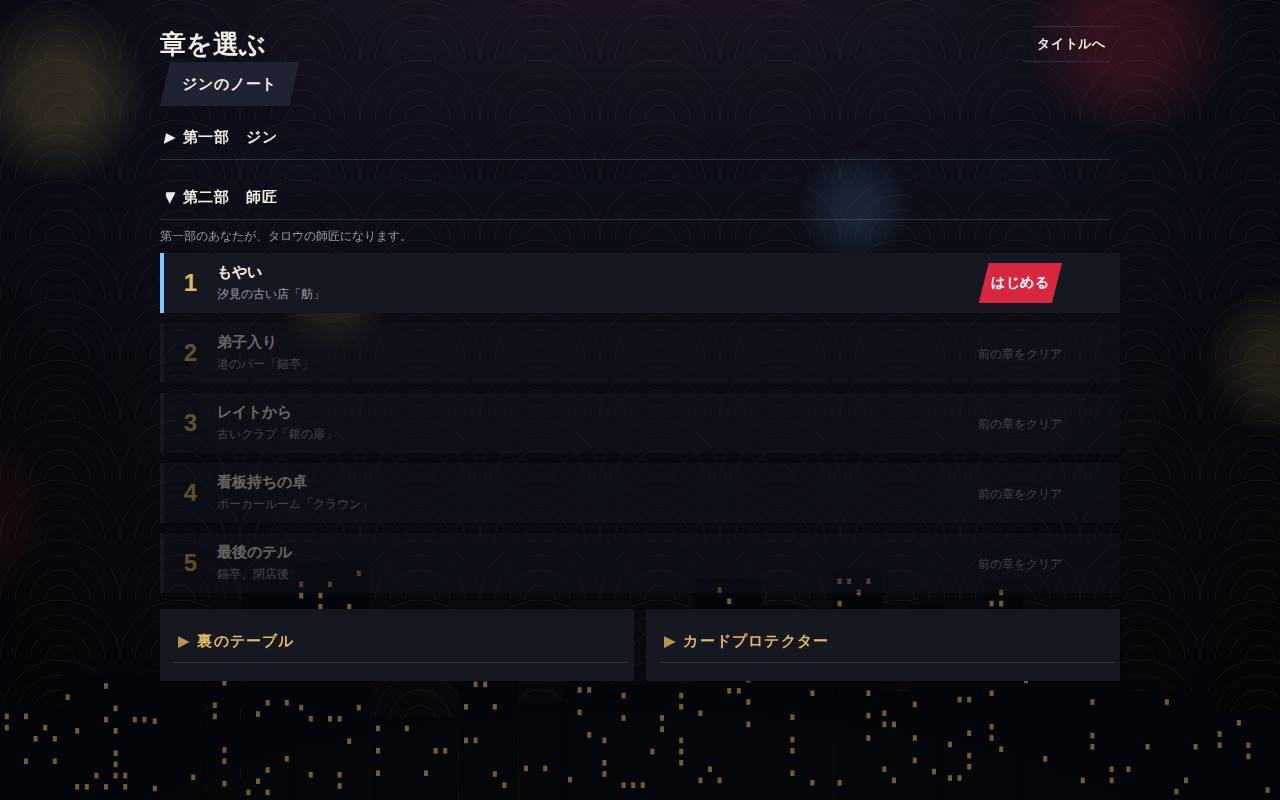 章を選ぶ
タイトルへ
ジンのノート
▶ 第一部　ジン
▼ 第二部　師匠
第一部のあなたが、タロウの師匠になります。
1
もやい
汐見の古い店「舫」
はじめる
2
弟子入り
港のバー「錨亭」
前の章をクリア
3
レイトから
古いクラブ「銀の扉」
前の章をクリア
4
看板持ちの卓
ポーカールーム「クラウン」
前の章をクリア
5
最後のテル
錨亭、閉店後
前の章をクリア
▶ 裏のテーブル
▶ カードプロテクター